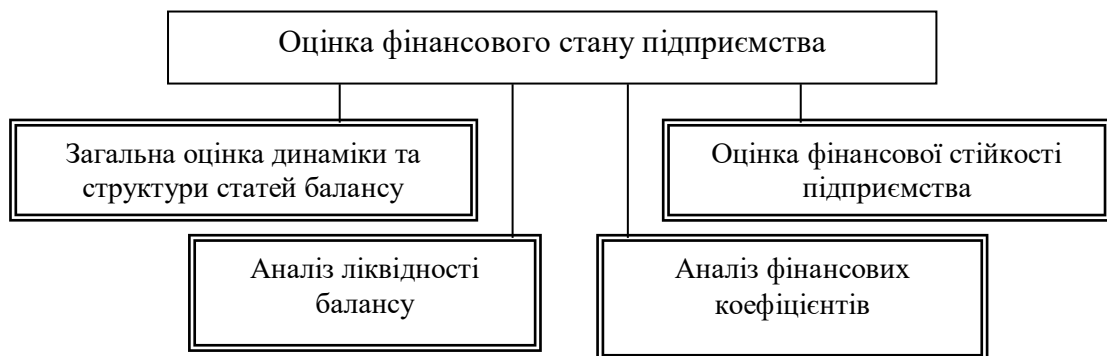 Оцінка фінансового стану підприємства
Загальна оцінка динаміки та
структури статей балансу
Оцінка фінансової стійкості
підприємства
Аналіз ліквідності
балансу
Аналіз фінансових
коефіцієнтів